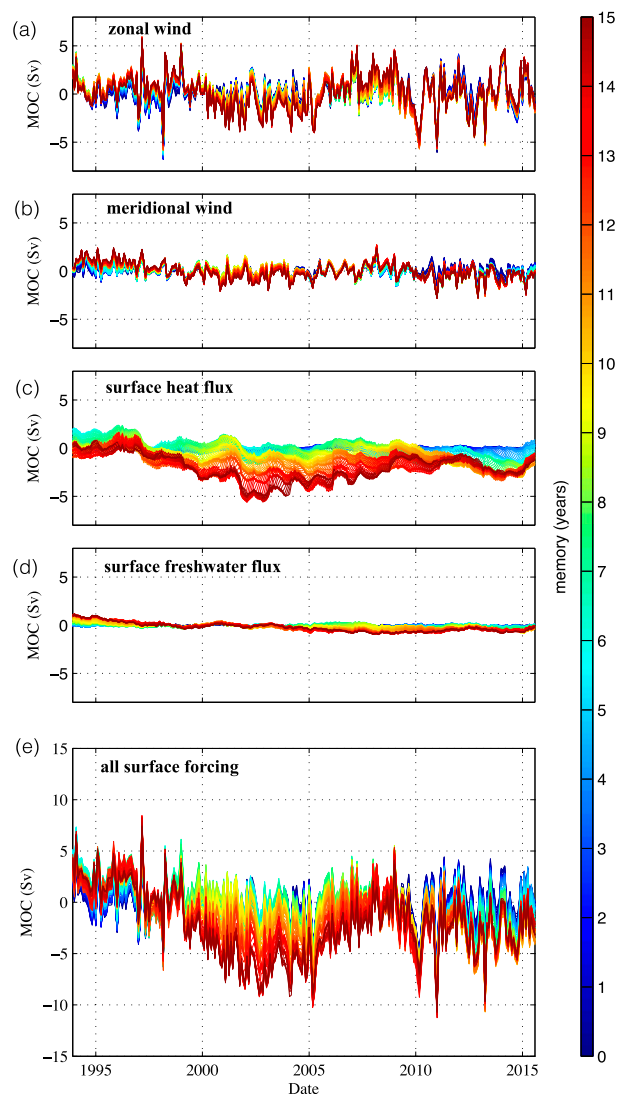 (a)
zonal wind
MOC (Sv)
5
0
−5
(b)
meridional wind
MOC (Sv)
5
0
−5
(c)
surface heat flux
MOC (Sv)
5
0
−5
(d)
surface freshwater flux
MOC (Sv)
5
0
−5
(e)
all surface forcing
MOC (Sv)
15
10
5
0
−5
−10
−15
1995 2000 2005 2010 2015
Date
15
14
13
12
11
10
9
8
7
6
5
4
3
2
1
0
memory (years)